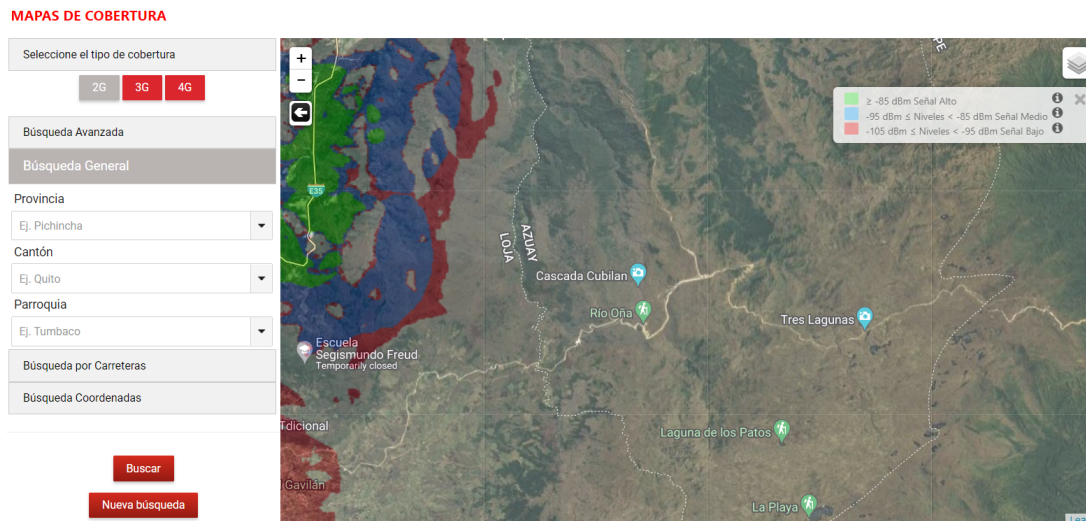 MAPAS DE COBERTURA
Seleccione el tipo de cobertura
2G 3G 4G
Búsqueda Avanzada
Búsqueda General
Provincia
Ej. Pichincha
Cantón
Ej. Quito
Parroquia
Ej. Tumbaco
Búsqueda por Carreteras
Búsqueda Coordenadas
Buscar
Nueva búsqueda
+
−
≥ -85 dBm Señal Alto
-95 dBm ≤ Niveles < -85 dBm Señal Medio
-105 dBm ≤ Niveles < -95 dBm Señal Bajo
E35
AZUAY
LOJA
Cascada Cubilan
Río Oña
Tres Lagunas
Escuela
Segismundo Freud
Temporarily closed
Tdicional
Laguna de los Patos
Gavilán
La Playa